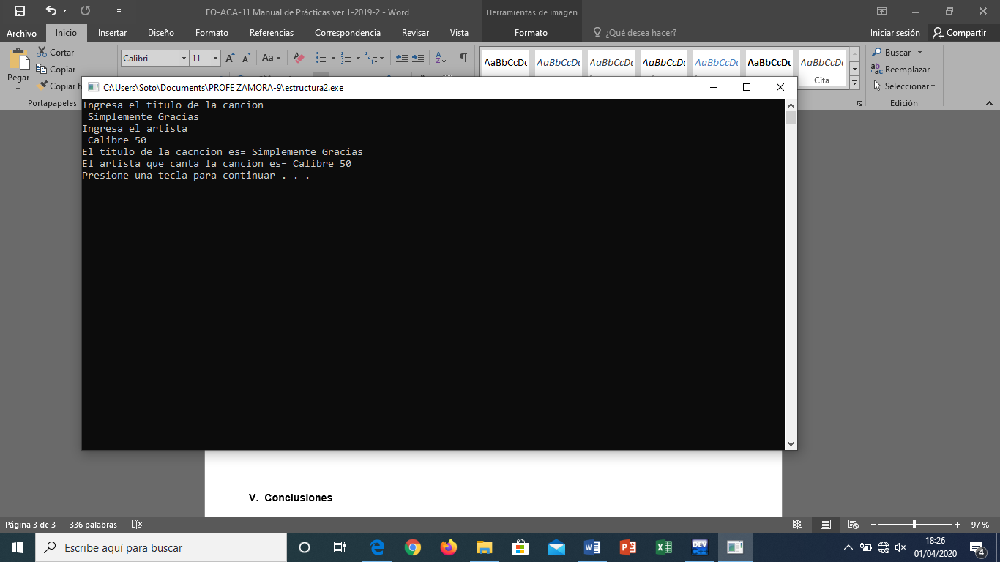 FO-ACA-11 Manual de Prácticas ver 1-2019-2 - Word
Herramientas de imagen
Archivo Inicio Insertar Diseño Formato Referencias Correspondencia Revisar Vista Formato ¿Qué desea hacer? Iniciar sesión Compartir
Pegar
Cortar
Copiar
Copiar f
Portapapeles
Calibri 11
AaBbCcDc AaBbCcDc AaBbCcDc AaBbCcDc AaBbCcDc AaBbCcDc AaBbCcDc
Cita
Buscar
Reemplazar
Seleccionar
Edición
C:\Users\Soto\Documents\PROFE ZAMORA-9\estructura2.exe
Ingresa el titulo de la cancion
Simplemente Gracias
Ingresa el artista
Calibre 50
El titulo de la cacncion es= Simplemente Gracias
El artista que canta la cancion es= Calibre 50
Presione una tecla para continuar . . .
V. Conclusiones
Página 3 de 3 336 palabras 97 %
Escribe aquí para buscar
DEV
18:26
01/04/2020
4